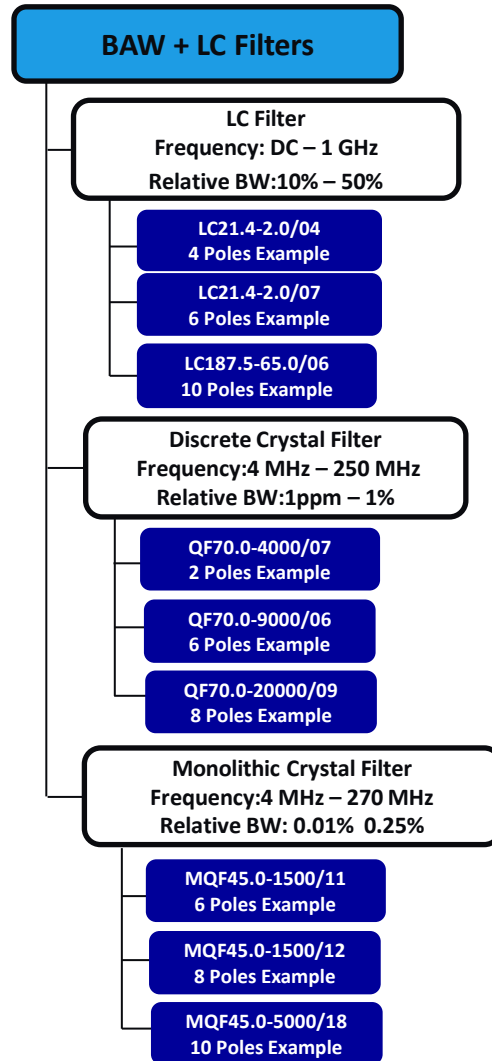 BAW + LC Filters
LC Filter
Frequency: DC – 1 GHz
Relative BW:10% – 50%
LC21.4-2.0/04
4 Poles Example
LC21.4-2.0/07
6 Poles Example
LC187.5-65.0/06
10 Poles Example
Discrete Crystal Filter
Frequency:4 MHz – 250 MHz
Relative BW:1ppm – 1%
QF70.0-4000/07
2 Poles Example
QF70.0-9000/06
6 Poles Example
QF70.0-20000/09
8 Poles Example
Monolithic Crystal Filter
Frequency:4 MHz – 270 MHz
Relative BW: 0.01% 0.25%
MQF45.0-1500/11
6 Poles Example
MQF45.0-1500/12
8 Poles Example
MQF45.0-5000/18
10 Poles Example